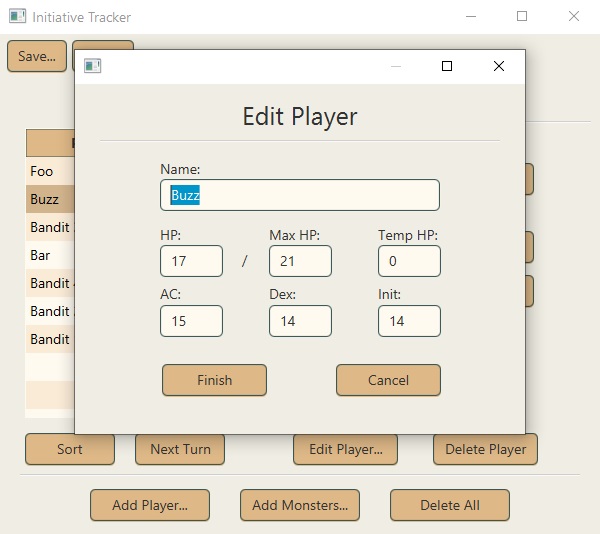 Initiative Tracker
Save...
Edit Player
Name:
Buzz
HP: Max HP: Temp HP:
17 / 21 0
AC: Dex: Init:
15 14 14
Finish Cancel
Foo
Buzz
Bandit
Bar
Bandit
Bandit
Bandit
Sort Next Turn Edit Player... Delete Player
Add Player... Add Monsters... Delete All